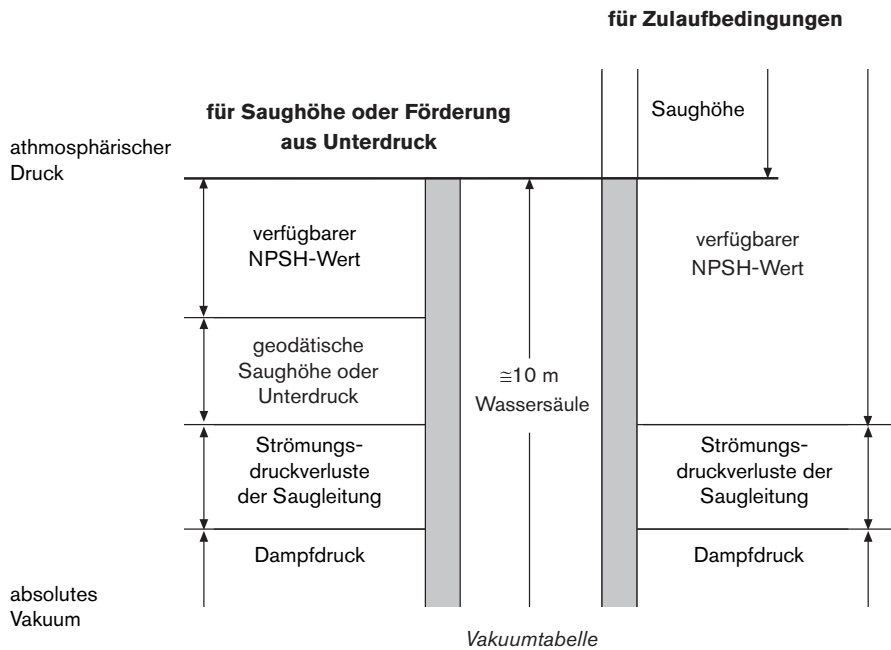 für Zulaufbedingungen
für Saughöhe oder Förderung
aus Unterdruck
Saughöhe
athmosphärischer
Druck
verfügbarer
NPSH-Wert
verfügbarer
NPSH-Wert
geodätische
Saughöhe oder
Unterdruck
≅10 m
Wassersäule
Strömungs-
druckverluste
der Saugleitung
Strömungs-
druckverluste der
Saugleitung
Dampfdruck
Dampfdruck
absolutes
Vakuum
Vakuumtabelle